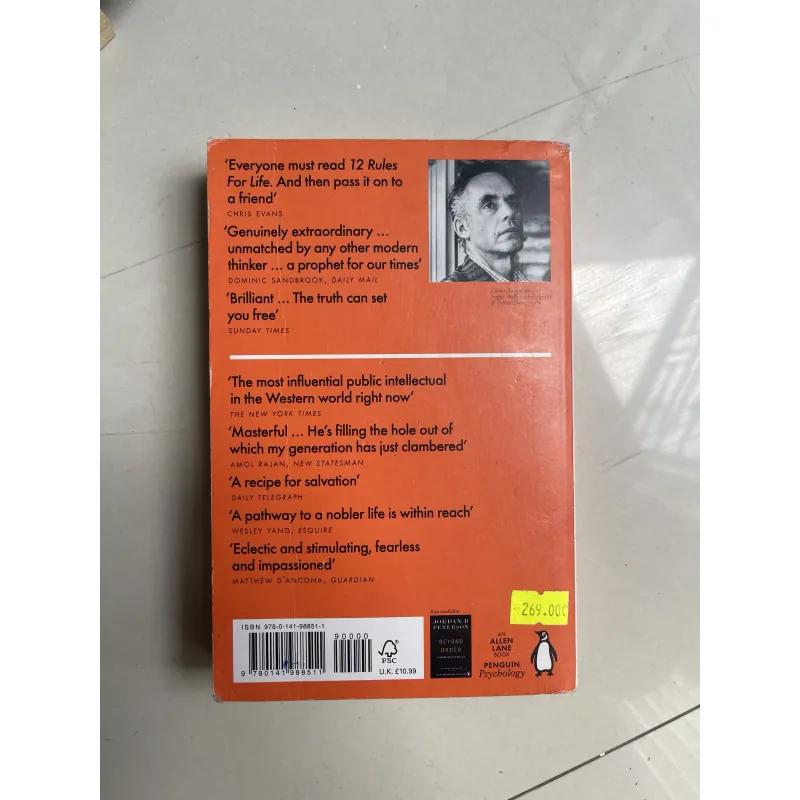 ‘Everyone must read 12 Rules
For Life. And then pass it on to
a friend’
CHRIS EVANS
‘Genuinely extraordinary ...
unmatched by any other modern
thinker ... a prophet for our times’
DOMINIC SANDBROOK, DAILY MAIL
‘Brilliant ... The truth can set
you free’
SUNDAY TIMES
‘The most influential public intellectual
in the Western world right now’
THE NEW YORK TIMES
‘Masterful ... He’s filling the hole out of
which my generation has just clambered’
AMOL RAJAN, NEW STATESMAN
‘A recipe for salvation’
DAILY TELEGRAPH
‘A pathway to a nobler life is within reach’
WESLEY YANG, ESQUIRE
‘Eclectic and stimulating, fearless
and impassioned’
MATTHEW D’ANCONA, GUARDIAN
269.000
ISBN 978-0-141-98851-1
90000
9 780141 988511
FSC
U.K. £10.99
Also available
JORDAN B
PETERSON
BEYOND
ORDER
AN
ALLEN
LANE
BOOK
PENGUIN
Psychology